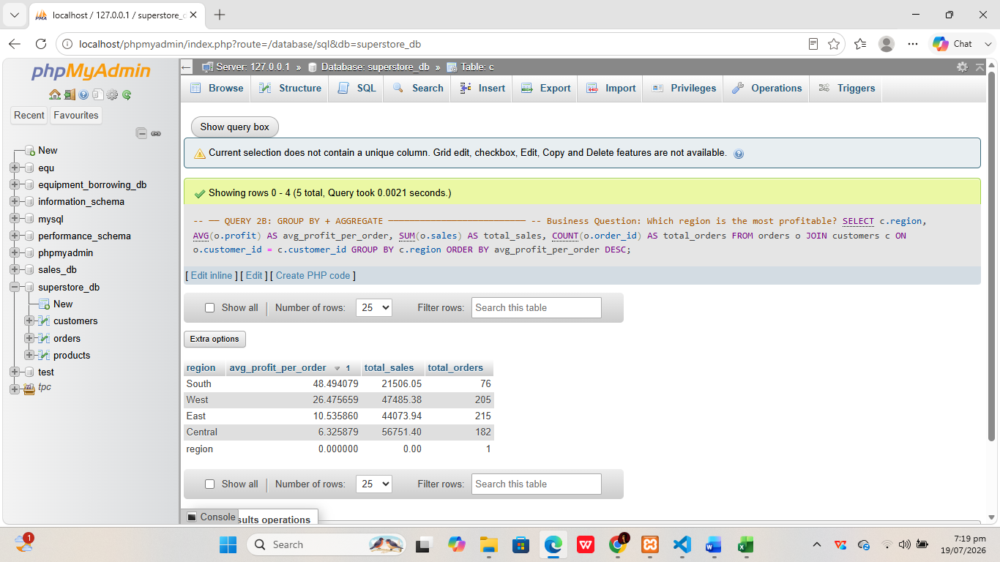 localhost / 127.0.0.1 / superstore_c
localhost/phpmyadmin/index.php?route=/database/sql&db=superstore_db
Chat
phpMyAdmin
Recent Favourites
New
equ
equipment_borrowing_db
information_schema
mysql
performance_schema
phpmyadmin
sales_db
superstore_db
New
customers
orders
products
test
tpc
Server: 127.0.0.1 » Database: superstore_db » Table: c
Browse Structure SQL Search Insert Export Import Privileges Operations Triggers
Show query box
Current selection does not contain a unique column. Grid edit, checkbox, Edit, Copy and Delete features are not available.
Showing rows 0 - 4 (5 total, Query took 0.0021 seconds.)
-- ── QUERY 2B: GROUP BY + AGGREGATE ────────────────────────── -- Business Question: Which region is the most profitable? SELECT c.region,
AVG(o.profit) AS avg_profit_per_order, SUM(o.sales) AS total_sales, COUNT(o.order_id) AS total_orders FROM orders o JOIN customers c ON
o.customer_id = c.customer_id GROUP BY c.region ORDER BY avg_profit_per_order DESC;
[ Edit inline ] [ Edit ] [ Create PHP code ]
Show all | Number of rows: 25 Filter rows: Search this table
Extra options
region avg_profit_per_order 1 total_sales total_orders
South 48.494079 21506.05 76
West 26.475659 47485.38 205
East 10.535860 44073.94 215
Central 6.325879 56751.40 182
region 0.000000 0.00 1
Show all | Number of rows: 25 Filter rows: Search this table
Console sults operations
1
Search
7:19 pm
19/07/2026